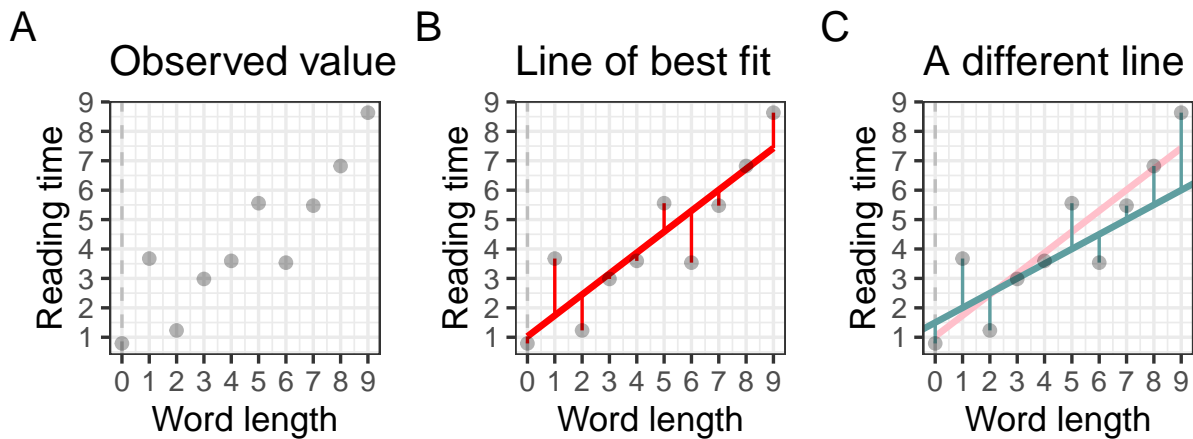 A
Observed value
9
8
7
6
5
4
3
2
1
Reading time
0 1 2 3 4 5 6 7 8 9
Word length
B
Line of best fit
9
8
7
6
5
4
3
2
1
Reading time
0 1 2 3 4 5 6 7 8 9
Word length
C
A different line
9
8
7
6
5
4
3
2
1
Reading time
0 1 2 3 4 5 6 7 8 9
Word length